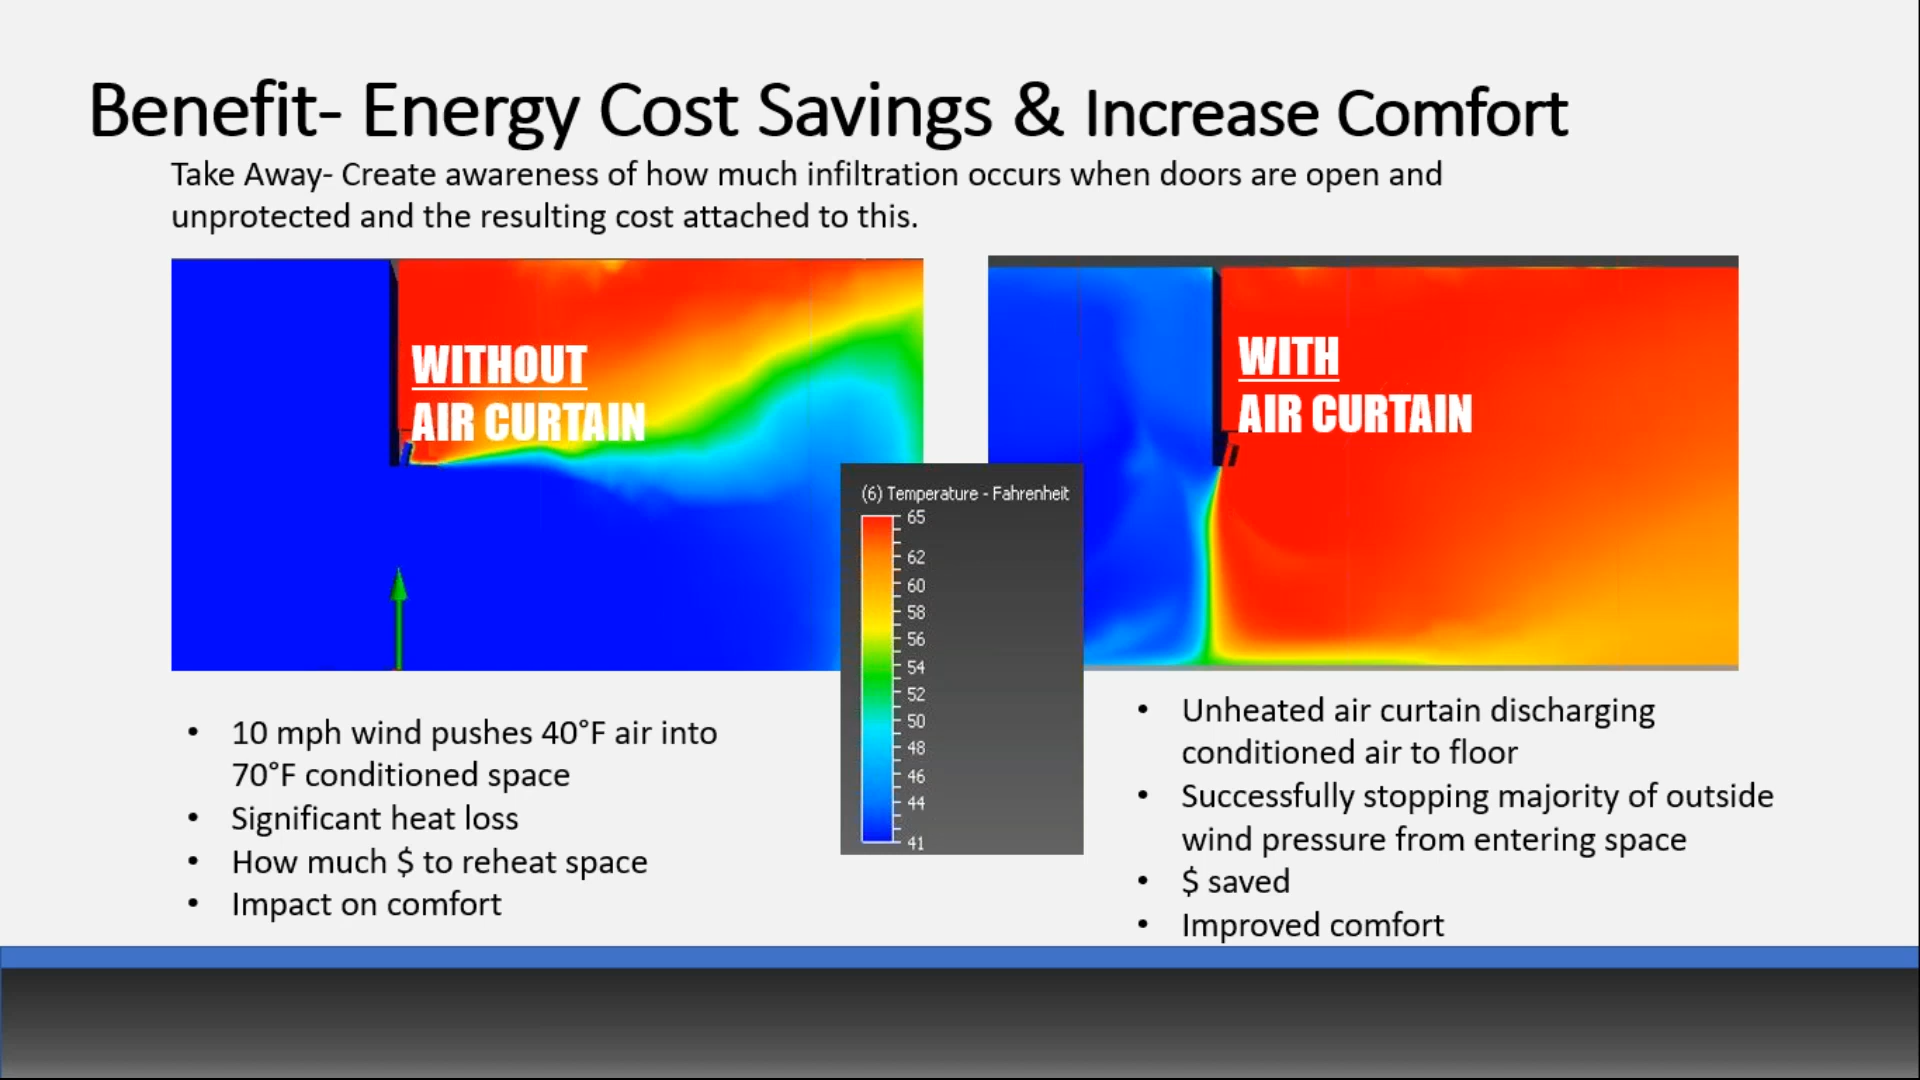 Benefit- Energy Cost Savings & Increase Comfort
Take Away- Create awareness of how much infiltration occurs when doors are open and
unprotected and the resulting cost attached to this.
WITHOUT
AIR CURTAIN
WITH
AIR CURTAIN
(6) Temperature - Fahrenheit
65
62
60
58
56
54
52
50
48
46
44
41
• 10 mph wind pushes 40°F air into
70°F conditioned space
• Significant heat loss
• How much $ to reheat space
• Impact on comfort
• Unheated air curtain discharging
conditioned air to floor
• Successfully stopping majority of outside
wind pressure from entering space
• $ saved
• Improved comfort